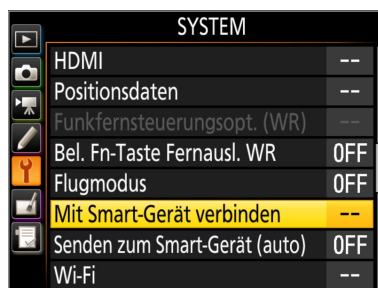 SYSTEM
HDMI --
Positionsdaten --
Funkfernsteuerungsopt. (WR) --
Bel. Fn-Taste Fernausl. WR OFF
Flugmodus OFF
Mit Smart-Gerät verbinden --
Senden zum Smart-Gerät (auto) OFF
Wi-Fi --